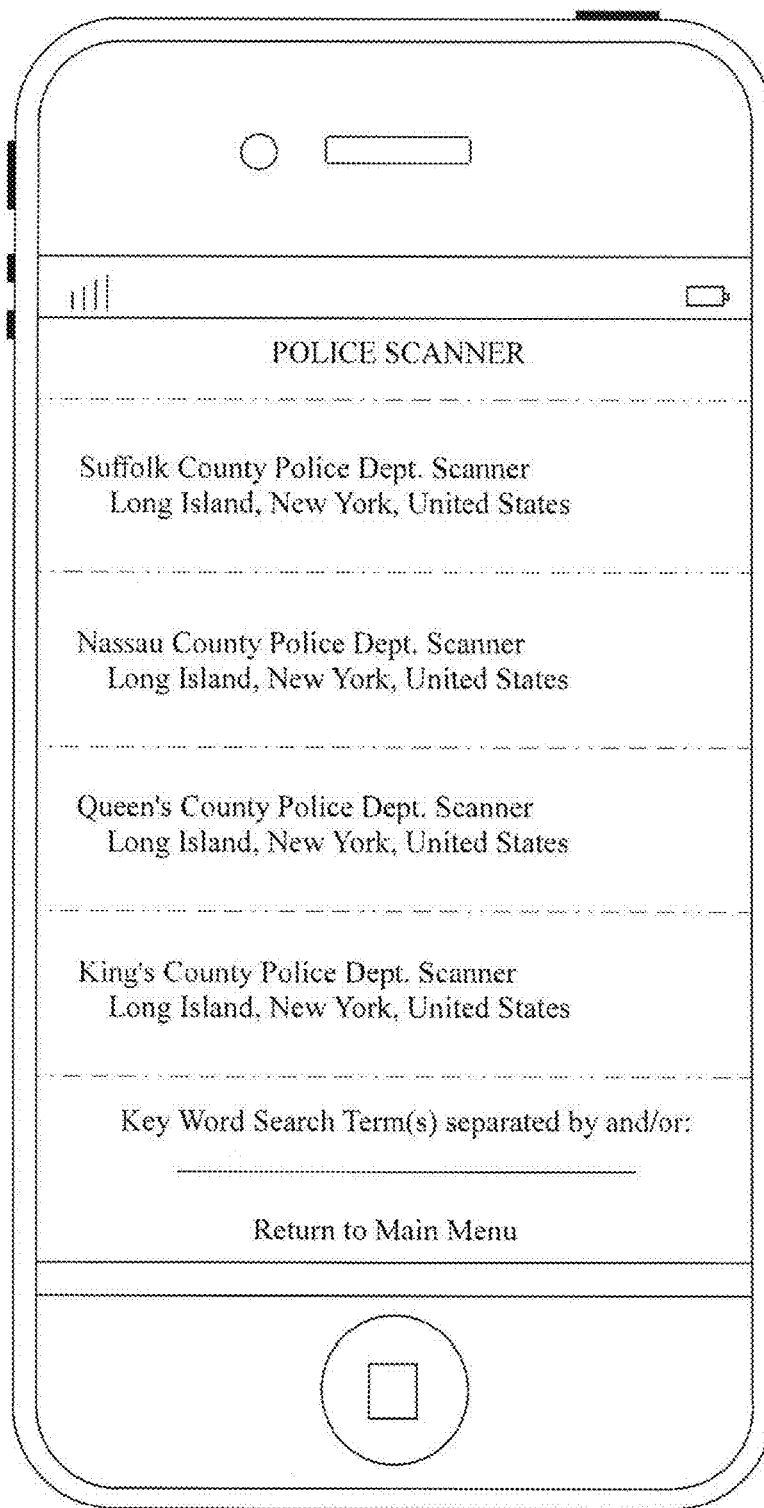 POLICE SCANNER
Suffolk County Police Dept. Scanner
Long Island, New York, United States
Nassau County Police Dept. Scanner
Long Island, New York, United States
Queen's County Police Dept. Scanner
Long Island, New York, United States
King's County Police Dept. Scanner
Long Island, New York, United States
Key Word Search Term(s) separated by and/or:
Return to Main Menu